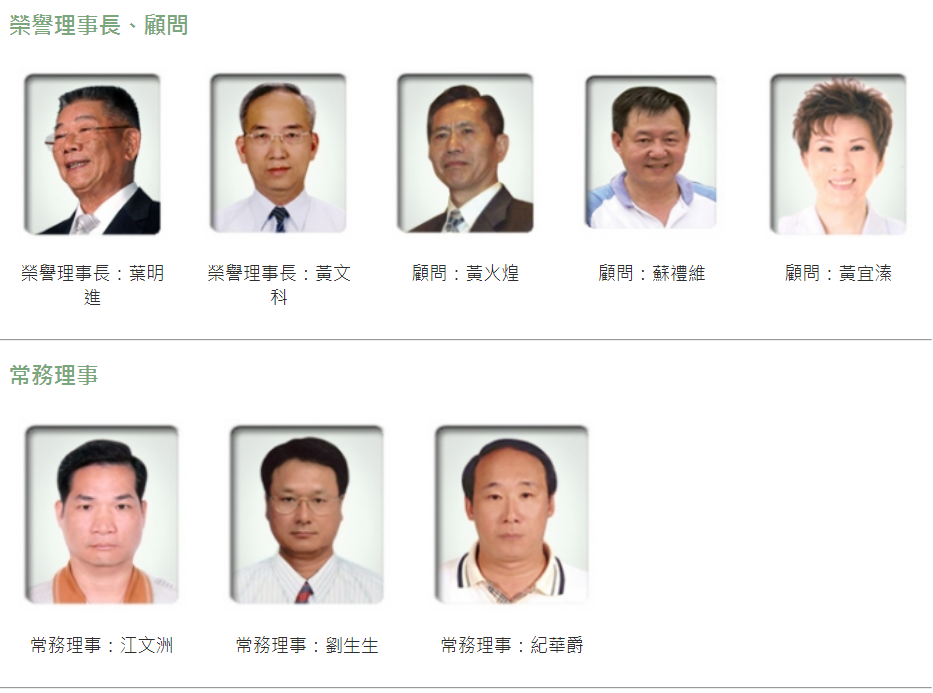 榮譽理事長、顧問
榮譽理事長：葉明
進
榮譽理事長：黃文
科
顧問：黃火煌
顧問：蘇禮維
顧問：黃宜溱
常務理事
常務理事：江文洲
常務理事：劉生生
常務理事：紀華爵